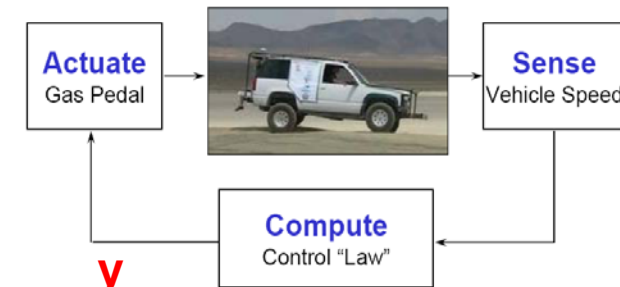 Actuate
Gas Pedal
Sense
Vehicle Speed
Compute
Control “Law”
v